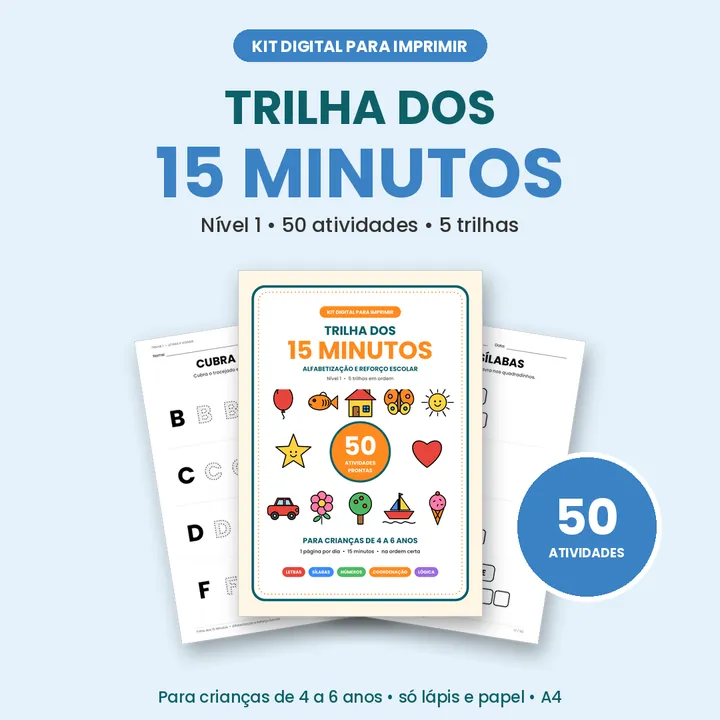 KIT DIGITAL PARA IMPRIMIR
TRILHA DOS
15 MINUTOS
Nível 1 • 50 atividades • 5 trilhas
KIT DIGITAL PARA IMPRIMIR
TRILHA DOS
15 MINUTOS
ALFABETIZAÇÃO E REFORÇO ESCOLAR
Nível 1 • 5 trilhas em ordem
50
ATIVIDADES
PRONTAS
PARA CRIANÇAS DE 4 A 6 ANOS
1 página por dia • 15 minutos • na ordem certa
LETRAS SÍLABAS NÚMEROS COORDENAÇÃO LÓGICA
Nome:
CUBRA
Cubra o tracejado
B B B
C C
D D
F F
Data:
SÍLABAS
nos quadradinhos.
50
ATIVIDADES
Para crianças de 4 a 6 anos • só lápis e papel • A4